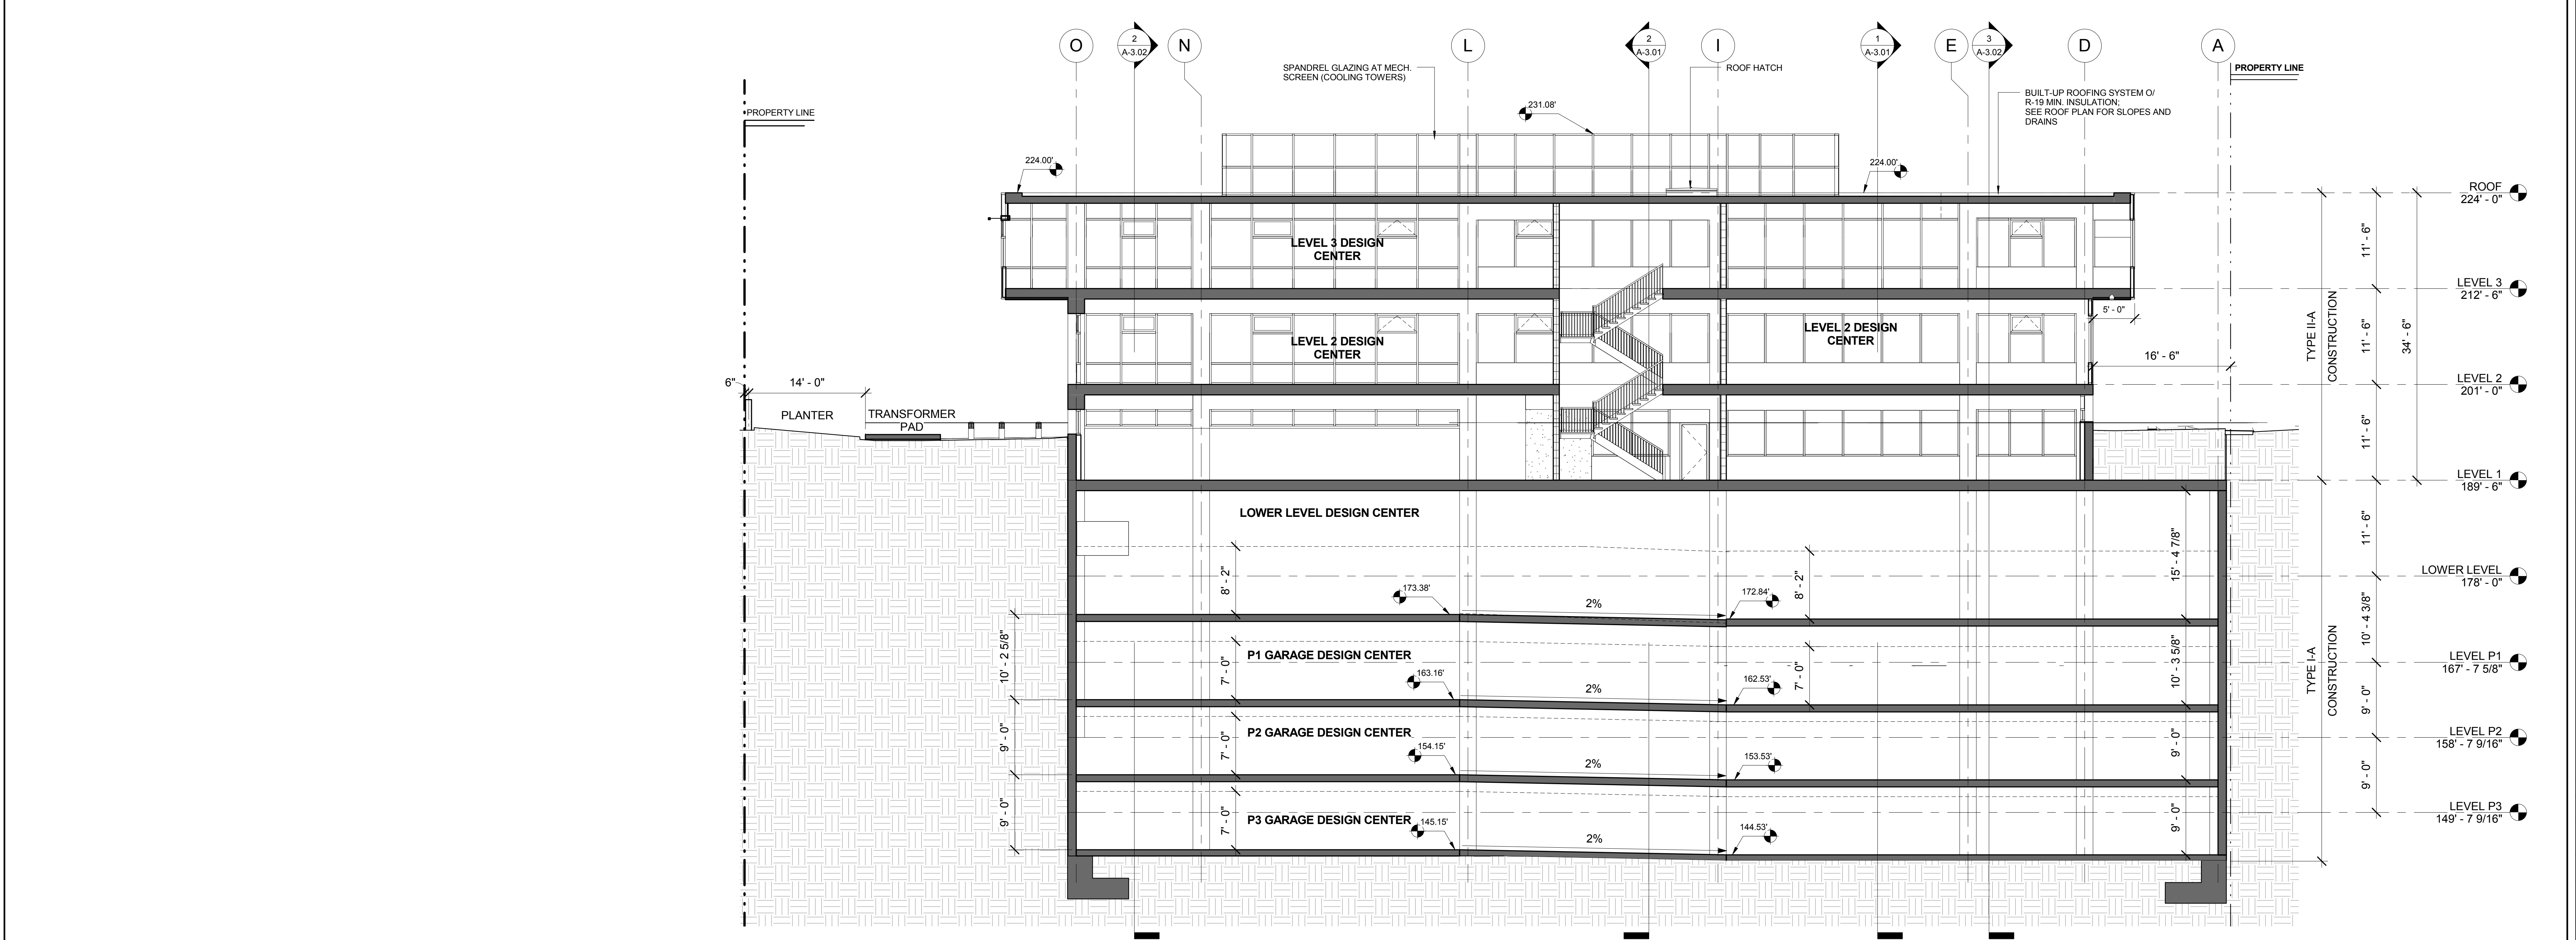 O
2
A-3.02
N
L
2
A-3.01
I
1
A-3.01
E
3
A-3.02
D
A
SPANDREL GLAZING AT MECH.
SCREEN (COOLING TOWERS)
ROOF HATCH
PROPERTY LINE
BUILT-UP ROOFING SYSTEM O/
R-19 MIN. INSULATION;
SEE ROOF PLAN FOR SLOPES AND
DRAINS
PROPERTY LINE
231.08'
224.00'
224.00'
ROOF
224' - 0"
11' - 6"
LEVEL 3 DESIGN
CENTER
LEVEL 3
212' - 6"
5' - 0"
TYPE II-A
CONSTRUCTION
11' - 6"
34' - 6"
LEVEL 2 DESIGN
CENTER
LEVEL 2 DESIGN
CENTER
16' - 6"
6"
14' - 0"
LEVEL 2
201' - 0"
PLANTER
TRANSFORMER
PAD
11' - 6"
LEVEL 1
189' - 6"
LOWER LEVEL DESIGN CENTER
11' - 6"
15' - 4 7/8"
8' - 2"
8' - 2"
LOWER LEVEL
178' - 0"
173.38'
2%
172.84'
10' - 4 3/8"
10' - 2 5/8"
P1 GARAGE DESIGN CENTER
7' - 0"
7' - 0"
10' - 3 5/8"
TYPE I-A
CONSTRUCTION
LEVEL P1
167' - 7 5/8"
163.16'
2%
162.53'
9' - 0"
9' - 0"
7' - 0"
P2 GARAGE DESIGN CENTER
9' - 0"
LEVEL P2
158' - 7 9/16"
154.15'
2%
153.53'
9' - 0"
9' - 0"
7' - 0"
P3 GARAGE DESIGN CENTER
9' - 0"
LEVEL P3
149' - 7 9/16"
145.15'
2%
144.53'